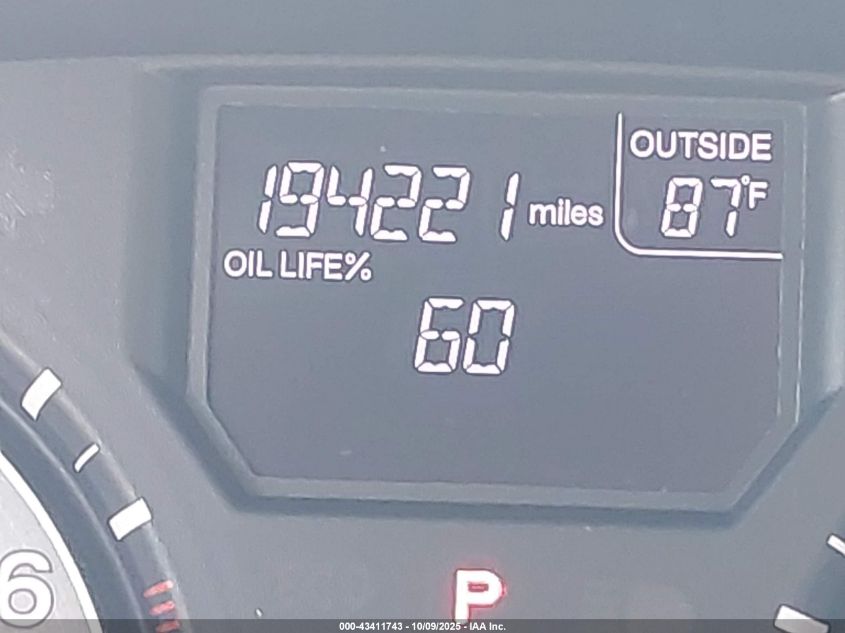 194221 miles
OUTSIDE
87°F
OIL LIFE%
60
6
P
000-43411743 - 10/09/2025 - IAA Inc.